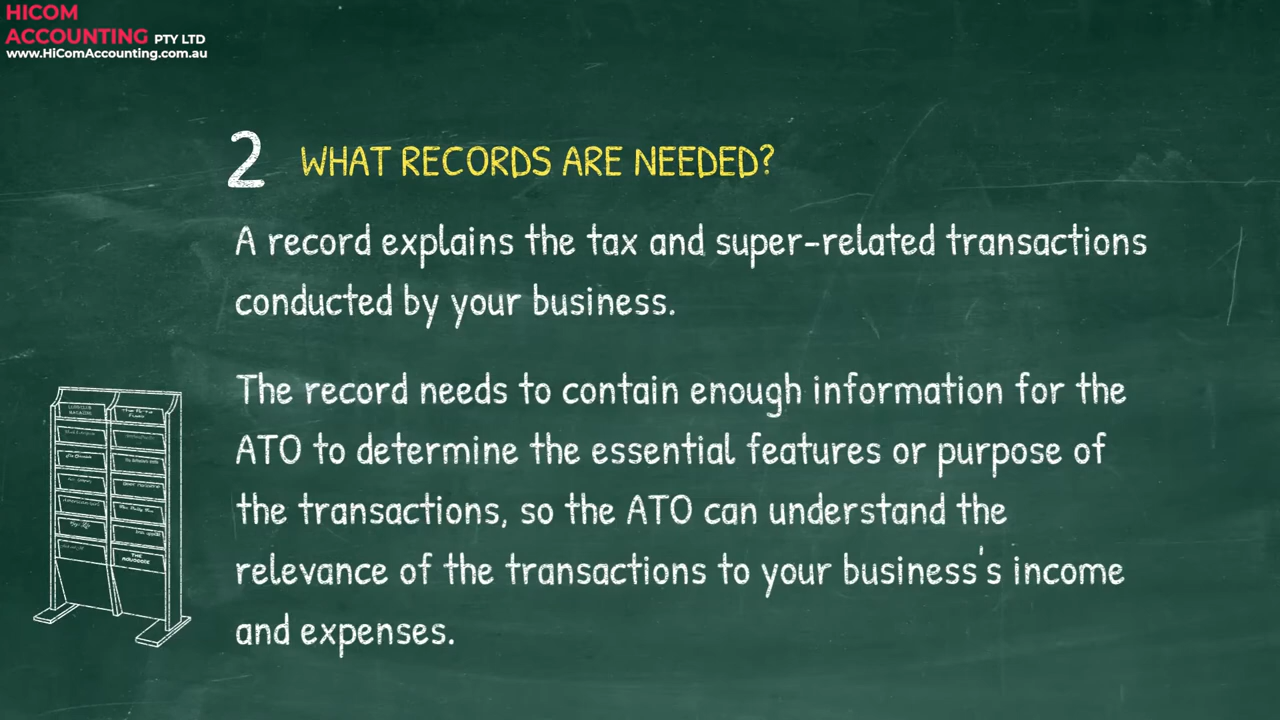 HICOM
ACCOUNTING PTY LTD
www.HiComAccounting.com.au
2 WHAT RECORDS ARE NEEDED?
A record explains the tax and super-related transactions
conducted by your business.
The record needs to contain enough information for the
ATO to determine the essential features or purpose of
the transactions, so the ATO can understand the
relevance of the transactions to your business's income
and expenses.